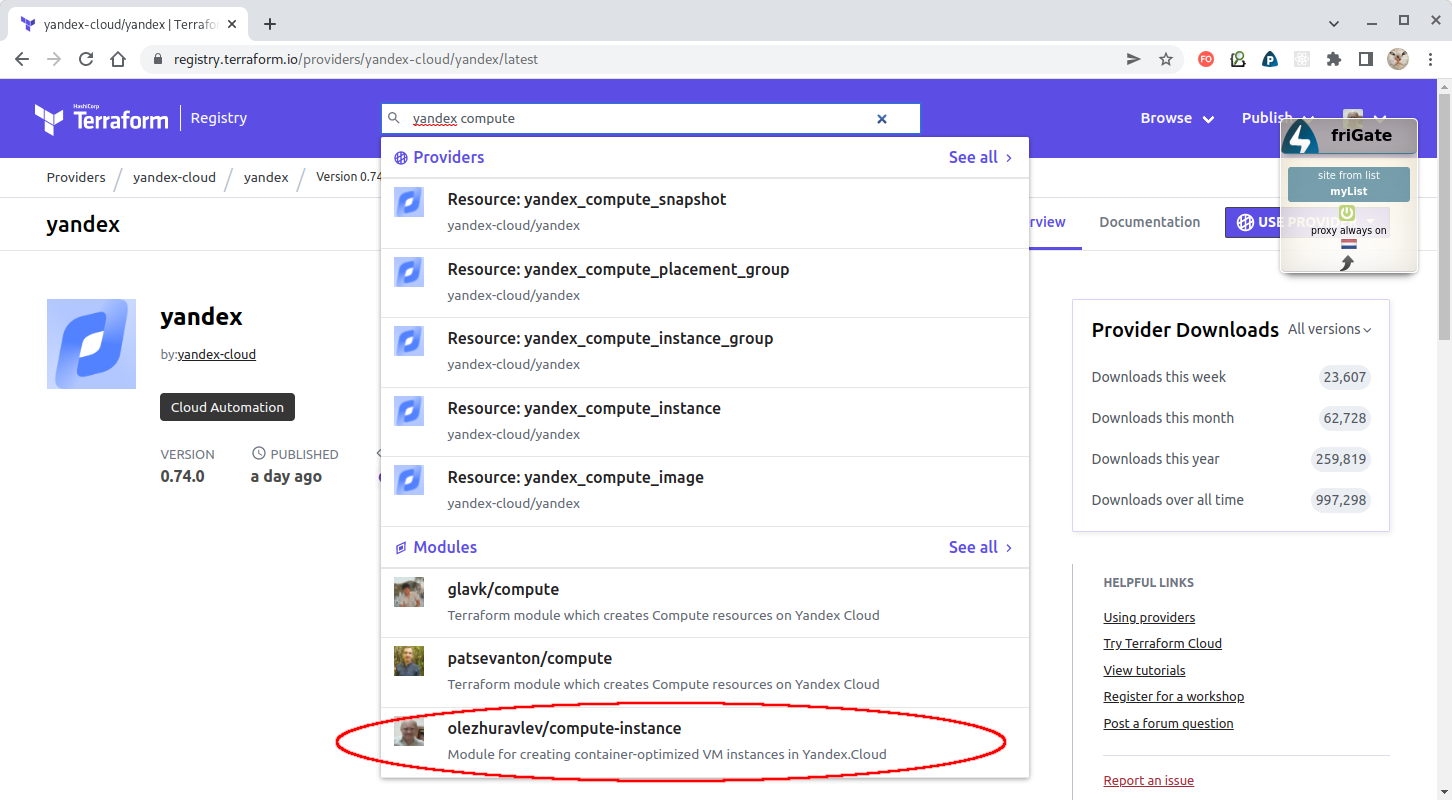 yandex-cloud/yandex | Terrafo
registry.terraform.io/providers/yandex-cloud/yandex/latest
FO
P
HashiCorp
Terraform
Registry
yandex compute
Browse
Publish
friGate
site from list
myList
proxy always on
Providers
See all
Providers / yandex-cloud / yandex / Version 0.74
yandex
rview
Documentation
USE PROVIDER
Resource: yandex_compute_snapshot
yandex-cloud/yandex
Resource: yandex_compute_placement_group
yandex-cloud/yandex
Resource: yandex_compute_instance_group
yandex-cloud/yandex
Resource: yandex_compute_instance
yandex-cloud/yandex
Resource: yandex_compute_image
yandex-cloud/yandex
Modules
See all
glavk/compute
Terraform module which creates Compute resources on Yandex Cloud
patsevanton/compute
Terraform module which creates Compute resources on Yandex Cloud
olezhuravlev/compute-instance
Module for creating container-optimized VM instances in Yandex.Cloud
yandex
by:yandex-cloud
Cloud Automation
VERSION
0.74.0
PUBLISHED
a day ago
Provider Downloads
All versions
Downloads this week 23,607
Downloads this month 62,728
Downloads this year 259,819
Downloads over all time 997,298
HELPFUL LINKS
Using providers
Try Terraform Cloud
View tutorials
Register for a workshop
Post a forum question
Report an issue